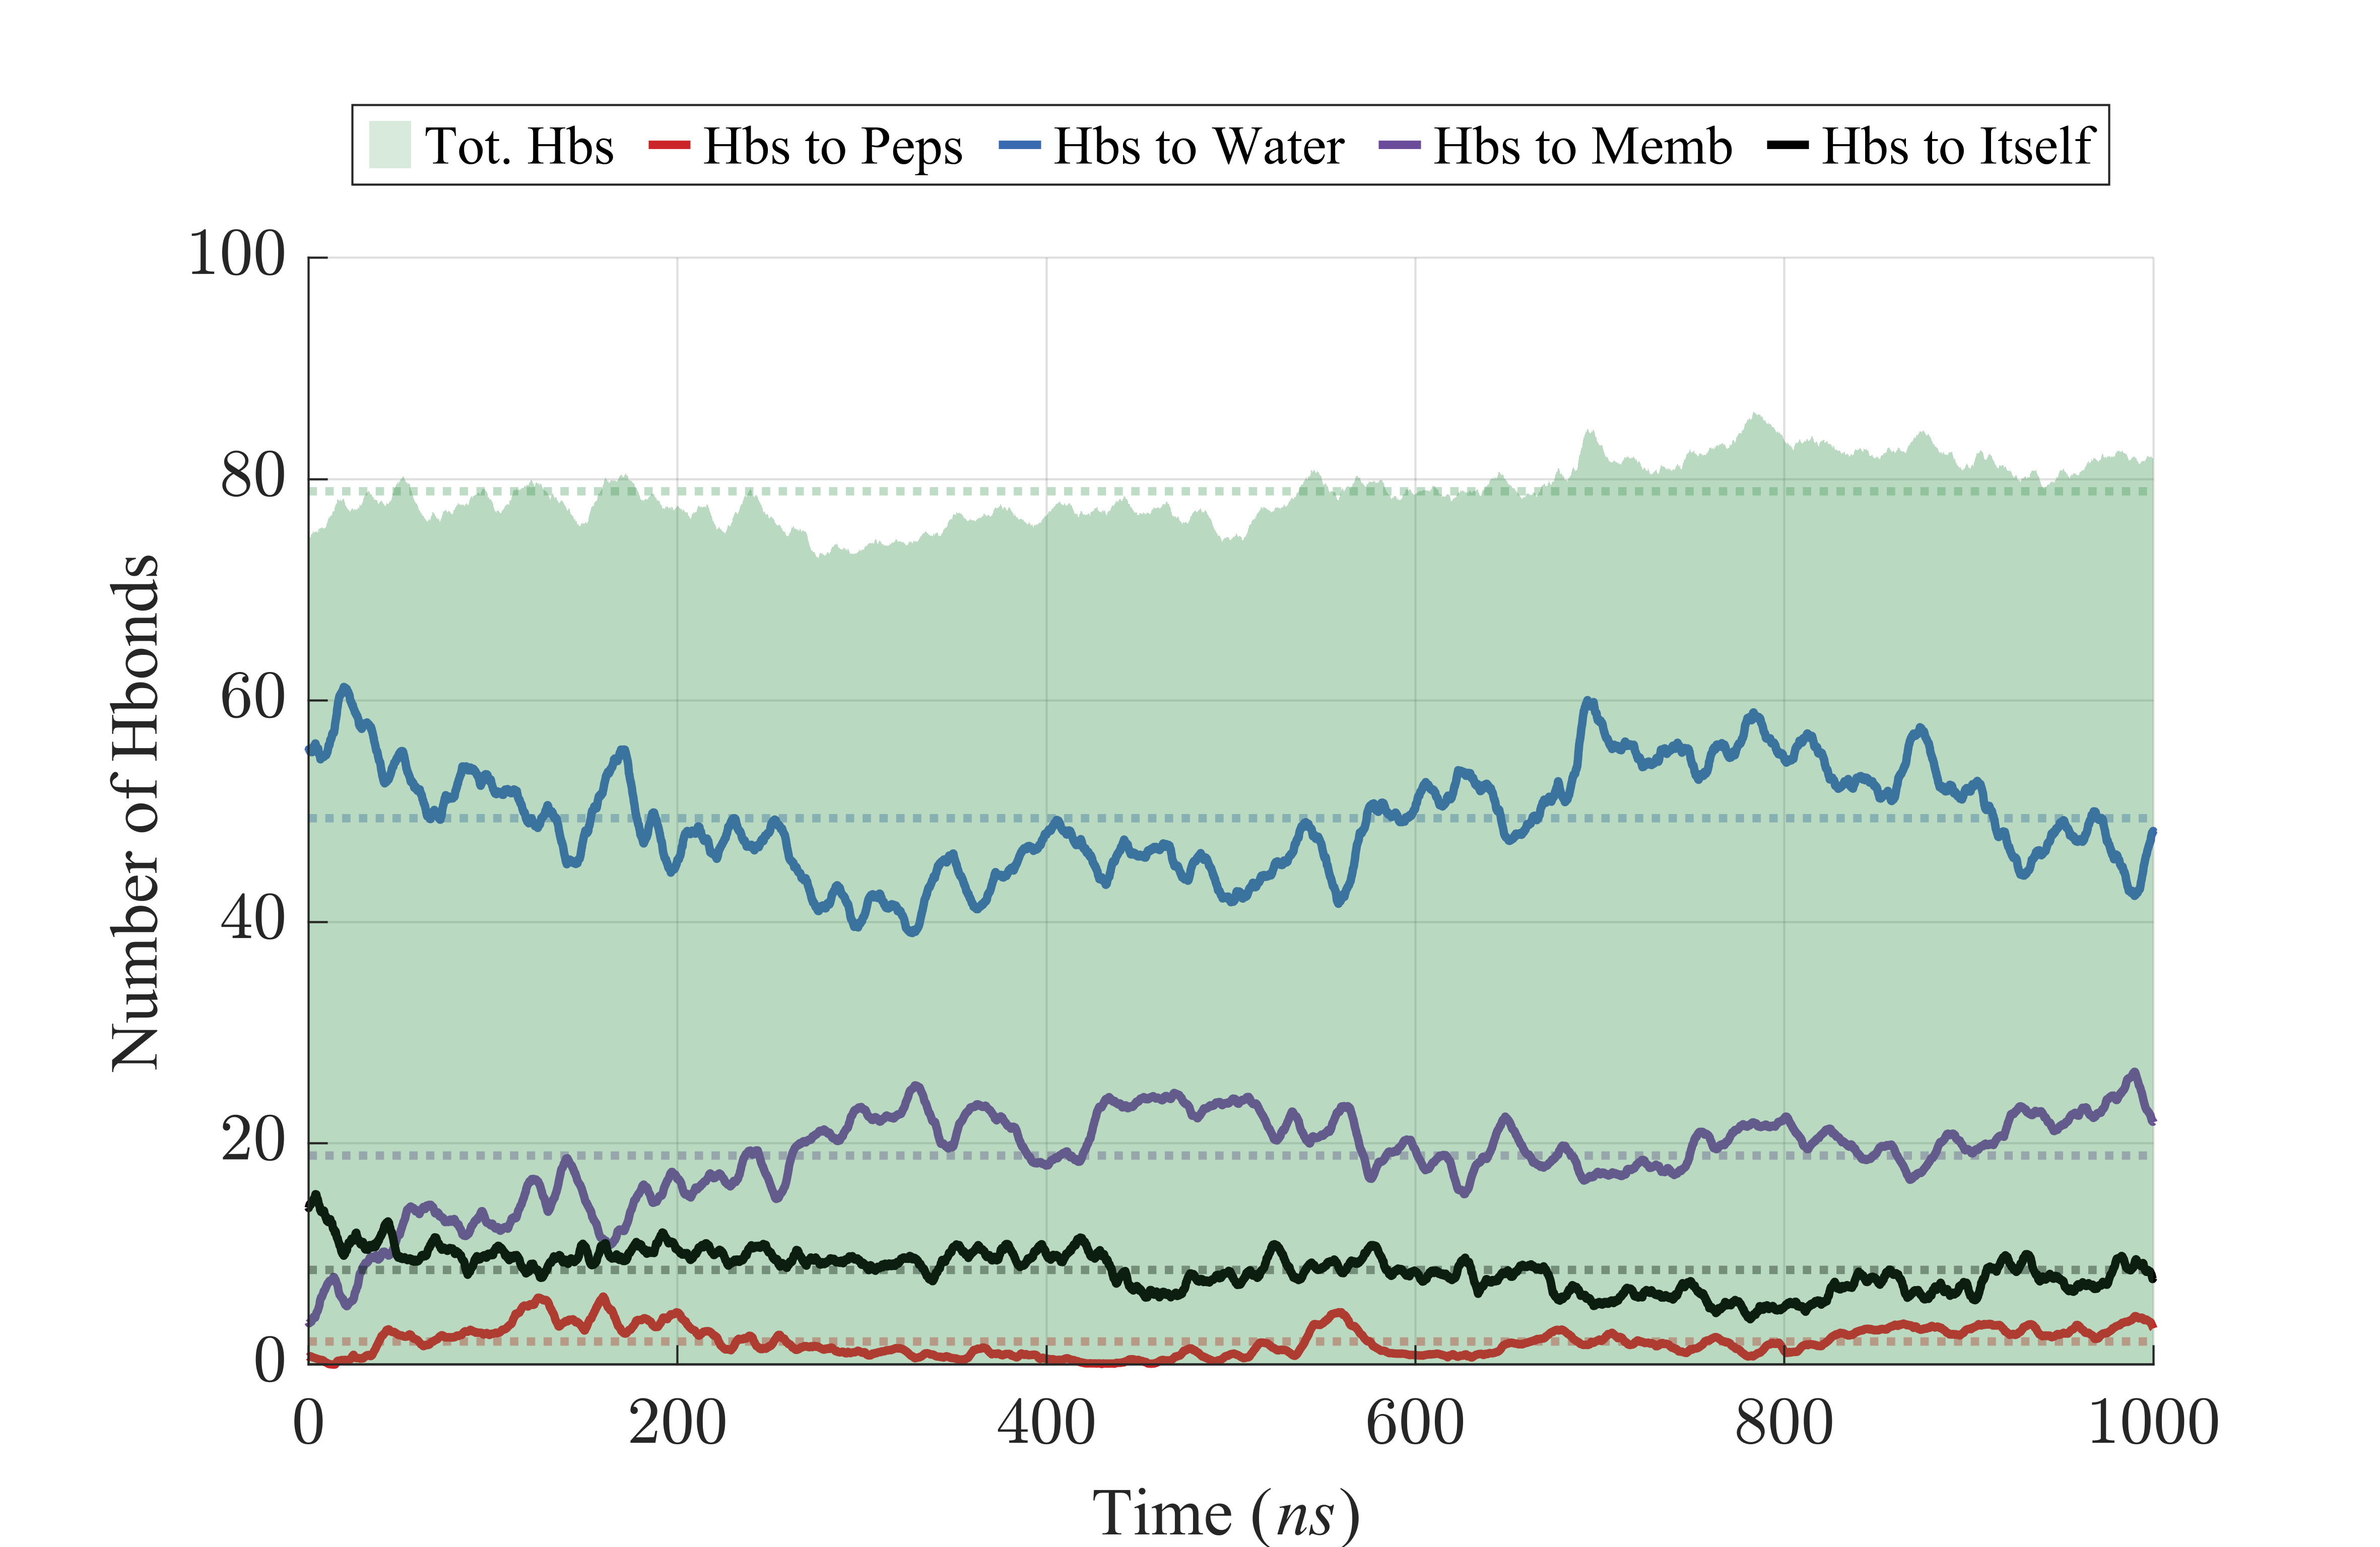 Tot. Hbs Hbs to Peps Hbs to Water Hbs to Memb Hbs to Itself
100
80
60
40
20
0
Number of Hbonds
0 200 400 600 800 1000
Time (ns)